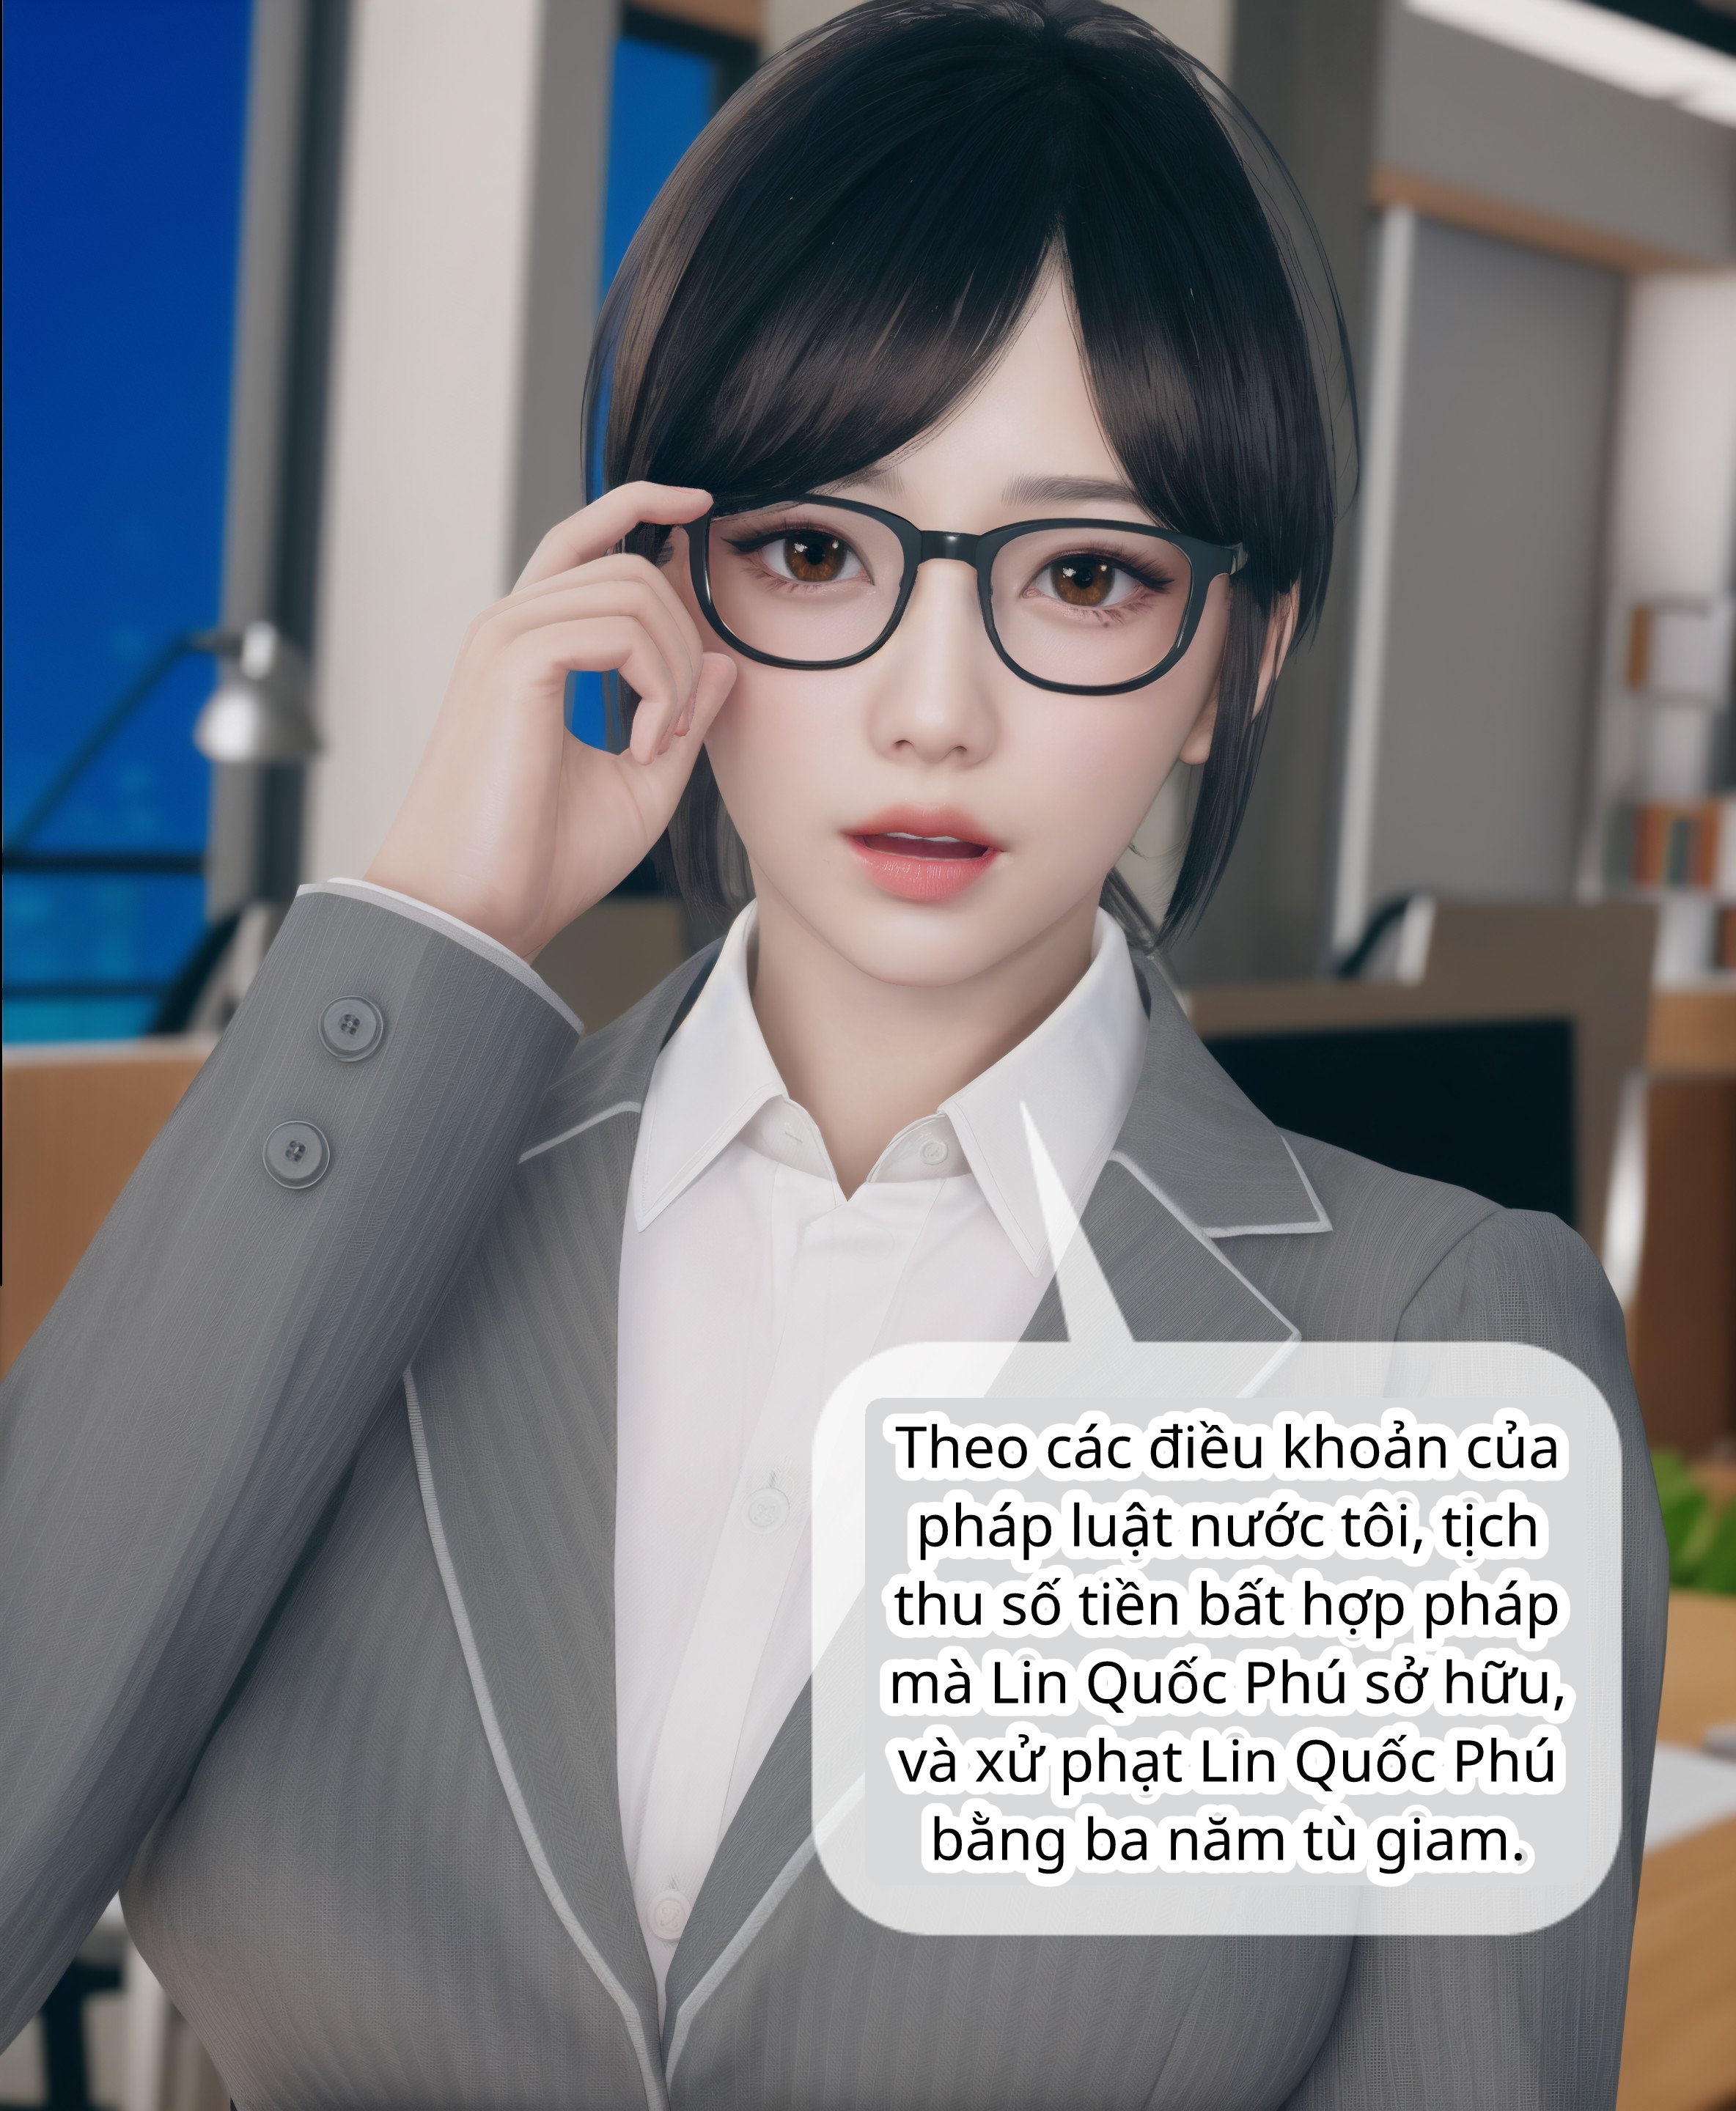 Theo các điều khoản của
pháp luật nước tôi, tịch
thu số tiền bất hợp pháp
mà Lin Quốc Phú sở hữu,
và xử phạt Lin Quốc Phú
bằng ba năm tù giam.